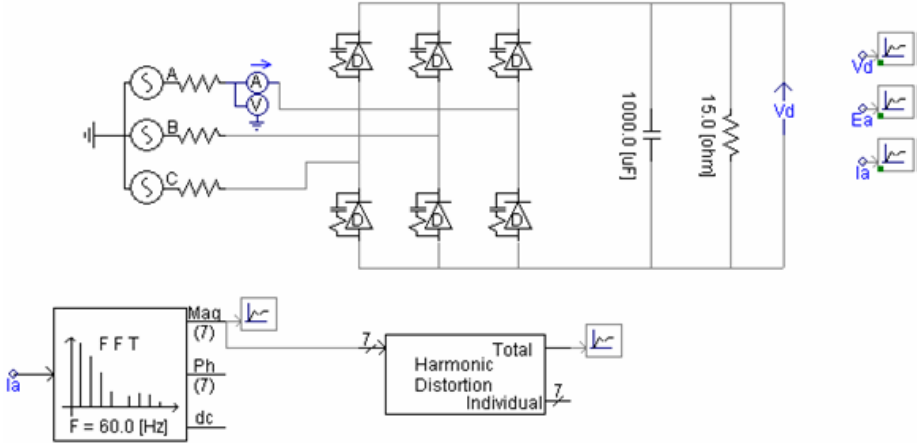 A
A
V
B
C
D
D
D
D
D
D
1000.0 [uF]
15.0 [ohm]
Vd
Vd
Ea
Ia
Ia
FFT
F = 60.0 [Hz]
Mag
(7)
Ph
(7)
dc
7
Total
Harmonic
Distortion
Individual
7